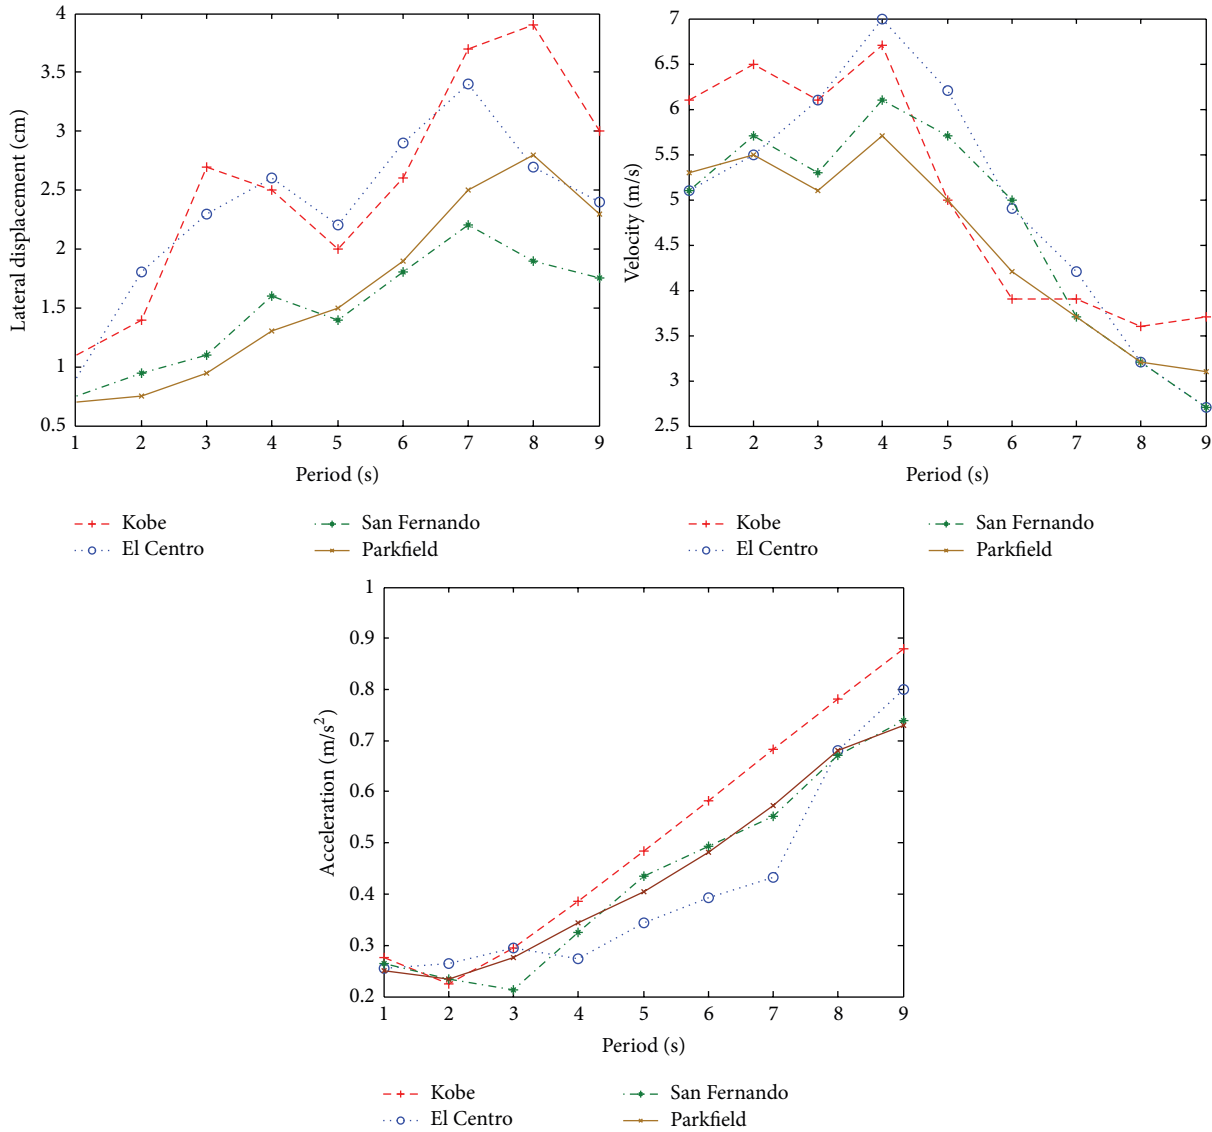 4
3.5
3
2.5
2
1.5
1
0.5
Lateral displacement (cm)
1 2 3 4 5 6 7 8 9
Period (s)
Kobe
El Centro
San Fernando
Parkfield
7
6.5
6
5.5
5
4.5
4
3.5
3
2.5
Velocity (m/s)
1 2 3 4 5 6 7 8 9
Period (s)
Kobe
El Centro
San Fernando
Parkfield
1
0.9
0.8
0.7
0.6
0.5
0.4
0.3
0.2
Acceleration (m/s²)
1 2 3 4 5 6 7 8 9
Period (s)
Kobe
El Centro
San Fernando
Parkfield